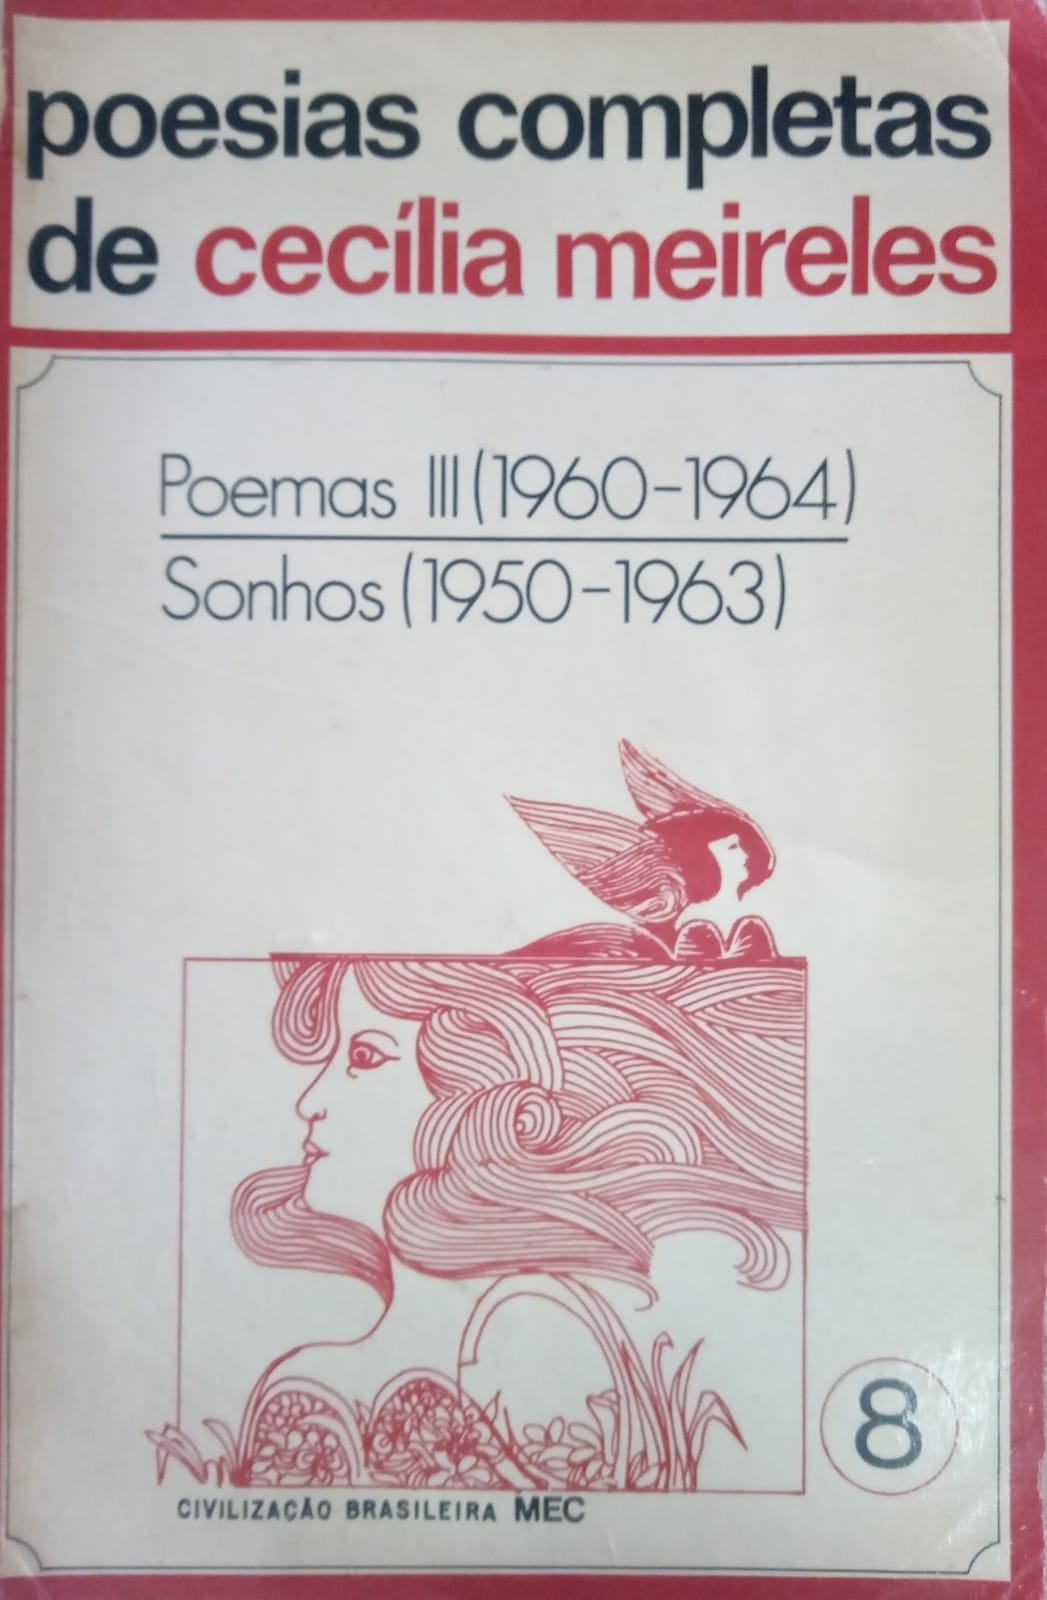 poesias completas
de cecília meireles
Poemas III (1960-1964)
Sonhos (1950-1963)
8
CIVILIZAÇÃO BRASILEIRA MEC